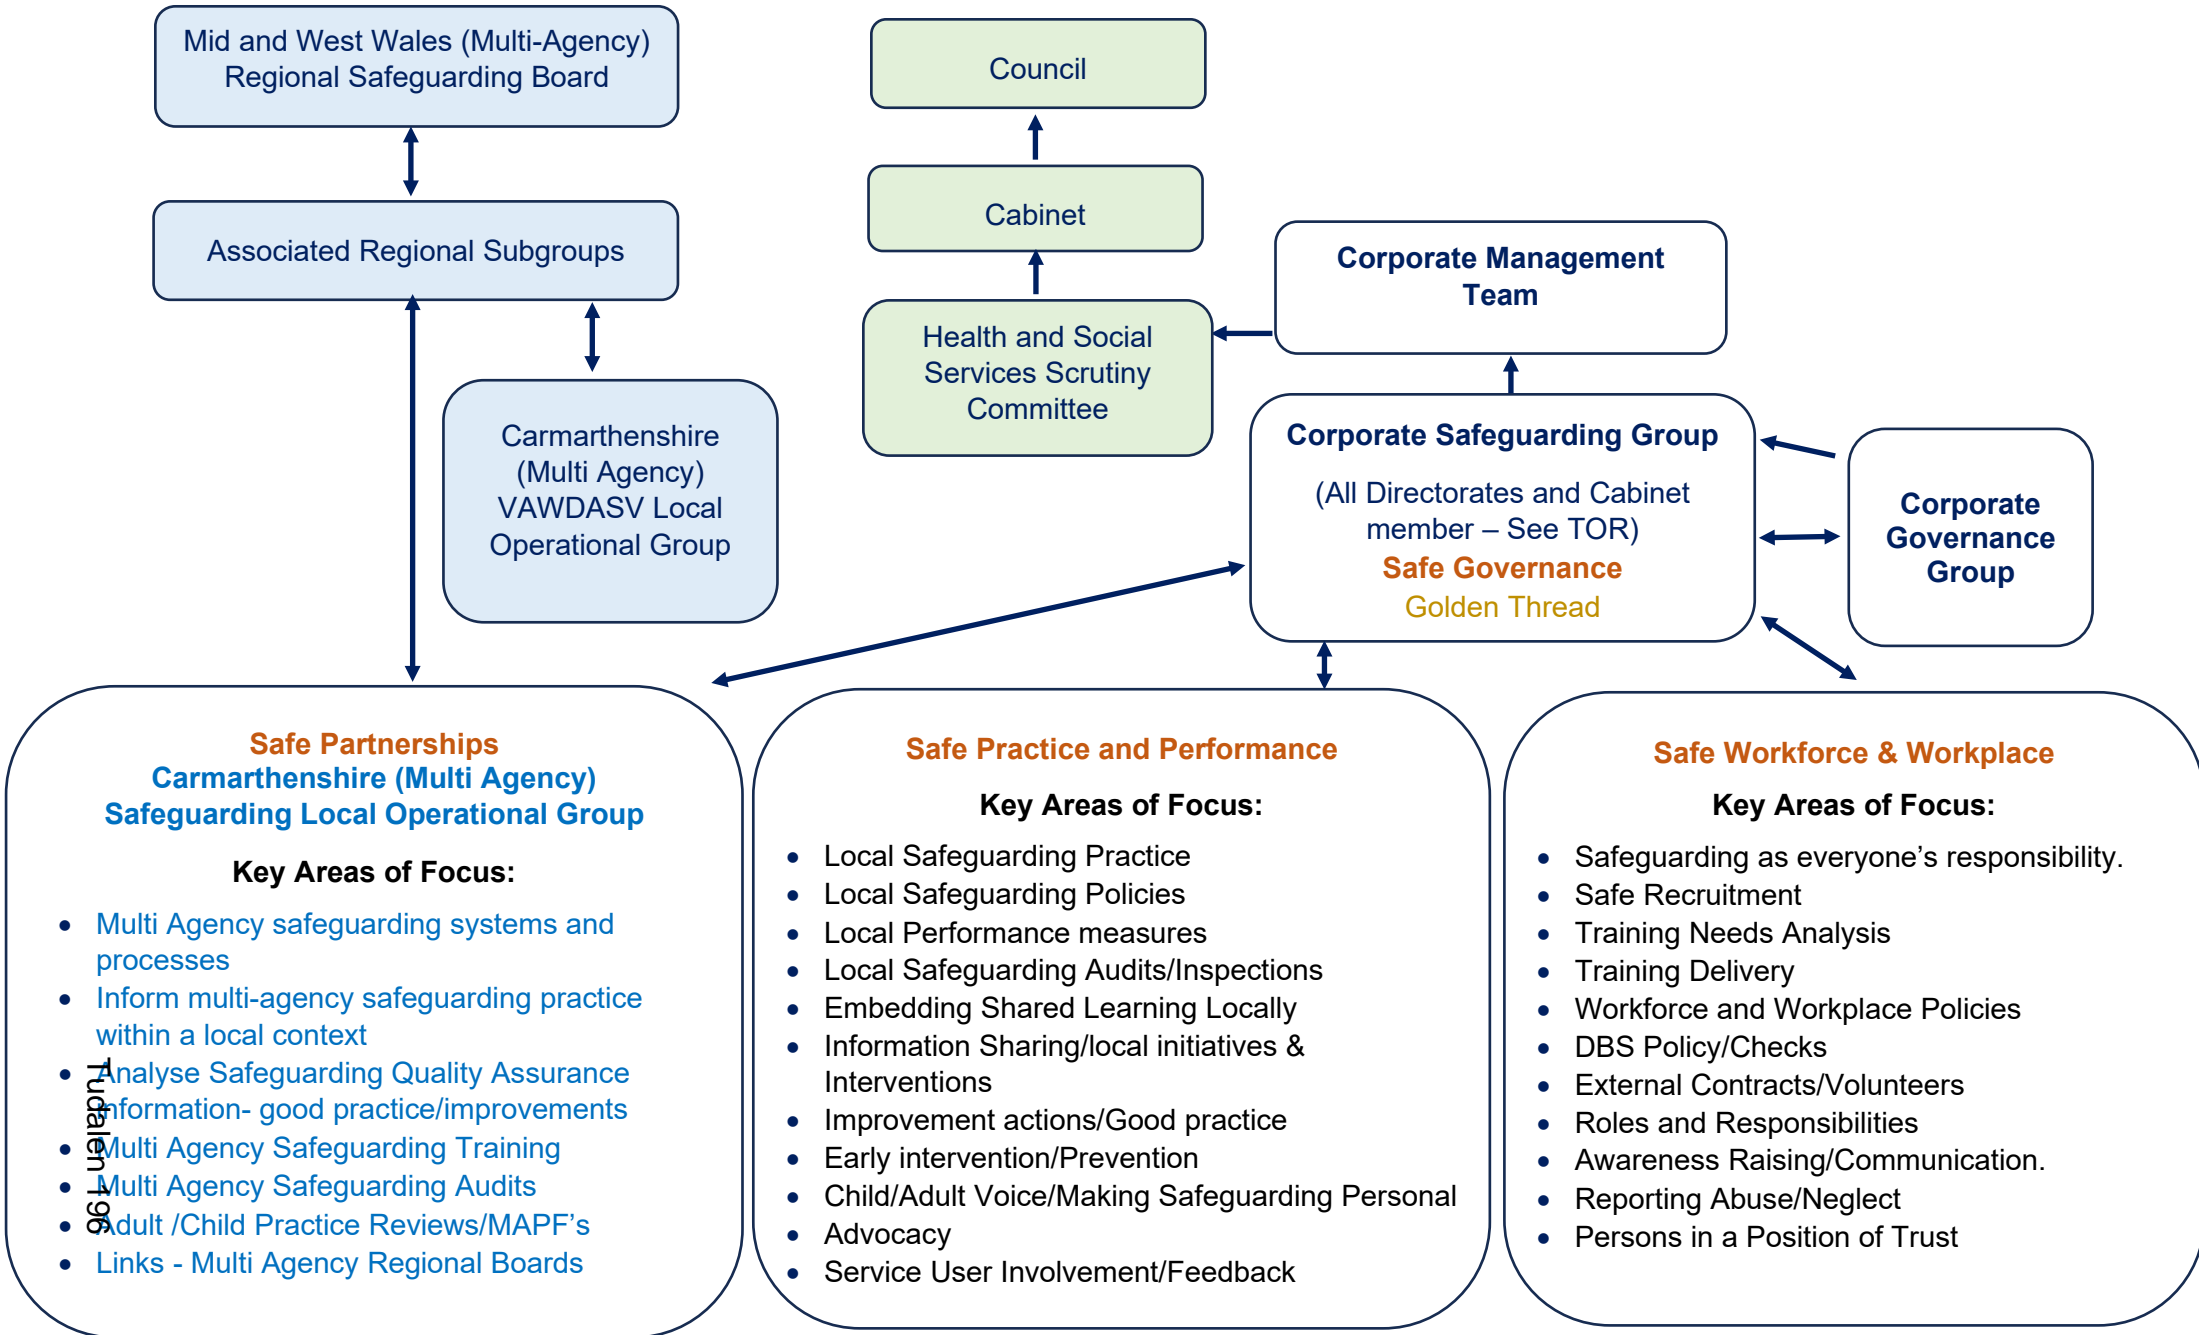 Mid and West Wales (Multi-Agency)
Regional Safeguarding Board
Associated Regional Subgroups
Carmarthenshire
(Multi Agency)
VAWDASV Local
Operational Group
Council
Cabinet
Health and Social
Services Scrutiny
Committee
Corporate Management
Team
Corporate Safeguarding Group
(All Directorates and Cabinet
member – See TOR)
Safe Governance
Golden Thread
Corporate
Governance
Group
Safe Partnerships
Carmarthenshire (Multi Agency)
Safeguarding Local Operational Group
Key Areas of Focus:
• Multi Agency safeguarding systems and
processes
• Inform multi-agency safeguarding practice
within a local context
• Analyse Safeguarding Quality Assurance
information- good practice/improvements
• Multi Agency Safeguarding Training
• Multi Agency Safeguarding Audits
• Adult /Child Practice Reviews/MAPF's
• Links - Multi Agency Regional Boards
Tudalen 196
Safe Practice and Performance
Key Areas of Focus:
• Local Safeguarding Practice
• Local Safeguarding Policies
• Local Performance measures
• Local Safeguarding Audits/Inspections
• Embedding Shared Learning Locally
• Information Sharing/local initiatives &
Interventions
• Improvement actions/Good practice
• Early intervention/Prevention
• Child/Adult Voice/Making Safeguarding Personal
• Advocacy
• Service User Involvement/Feedback
Safe Workforce & Workplace
Key Areas of Focus:
• Safeguarding as everyone's responsibility.
• Safe Recruitment
• Training Needs Analysis
• Training Delivery
• Workforce and Workplace Policies
• DBS Policy/Checks
• External Contracts/Volunteers
• Roles and Responsibilities
• Awareness Raising/Communication.
• Reporting Abuse/Neglect
• Persons in a Position of Trust